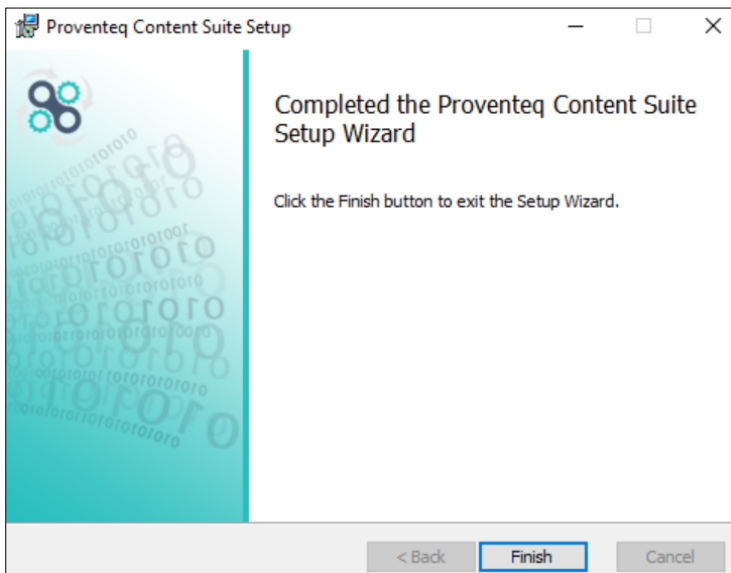 Proventeq Content Suite Setup
Completed the Proventeq Content Suite
Setup Wizard
Click the Finish button to exit the Setup Wizard.
< Back
Finish
Cancel